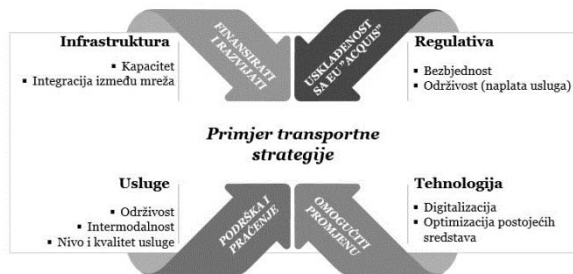 Infrastruktura
▪ Kapacitet
▪ Integracija između mreža
FINANSIRATI
I RAZVIJATI
USKLAĐENOST
SA EU "ACQUIS"
Regulativa
▪ Bezbjednost
▪ Održivost (naplata usluga)
Primjer transportne
strategije
Usluge
▪ Održivost
▪ Intermodalnost
▪ Nivo i kvalitet usluge
PODRŠKA I
PRAĆENJE
OMOGUĆITI
PROMJENU
Tehnologija
▪ Digitalizacija
▪ Optimizacija postojećih
sredstava